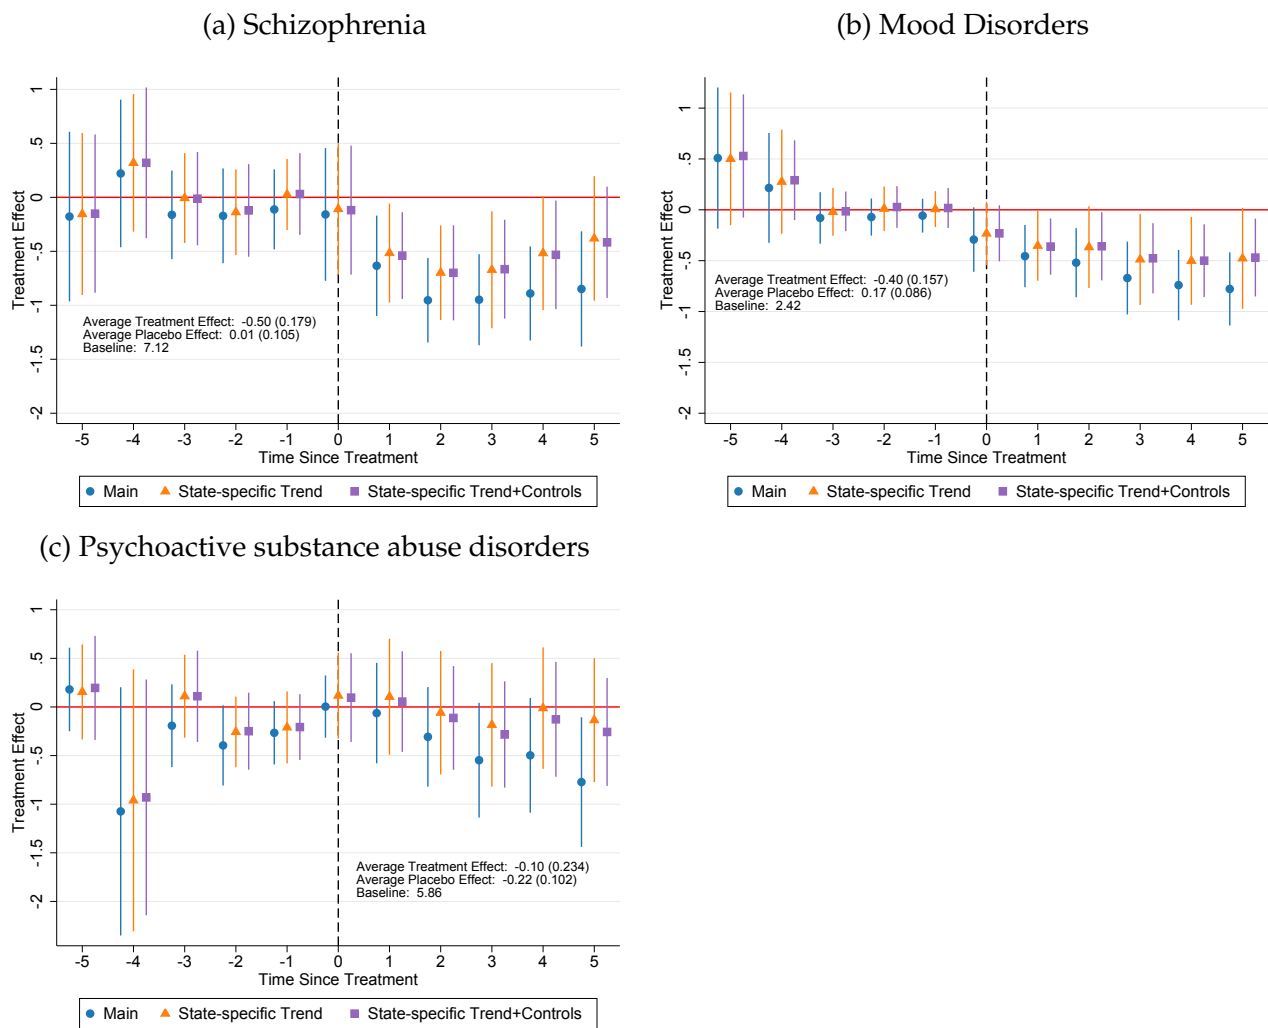 (a) Schizophrenia
1
.5
0
-.5
-1
-1.5
-2
Treatment Effect
Average Treatment Effect: -0.50 (0.179)
Average Placebo Effect: 0.01 (0.105)
Baseline: 7.12
-5 -4 -3 -2 -1 0 1 2 3 4 5
Time Since Treatment
Main State-specific Trend State-specific Trend+Controls
(b) Mood Disorders
1
.5
0
-.5
-1
-1.5
-2
Treatment Effect
Average Treatment Effect: -0.40 (0.157)
Average Placebo Effect: 0.17 (0.086)
Baseline: 2.42
-5 -4 -3 -2 -1 0 1 2 3 4 5
Time Since Treatment
Main State-specific Trend State-specific Trend+Controls
(c) Psychoactive substance abuse disorders
1
.5
0
-.5
-1
-1.5
-2
Treatment Effect
Average Treatment Effect: -0.10 (0.234)
Average Placebo Effect: -0.22 (0.102)
Baseline: 5.86
-5 -4 -3 -2 -1 0 1 2 3 4 5
Time Since Treatment
Main State-specific Trend State-specific Trend+Controls